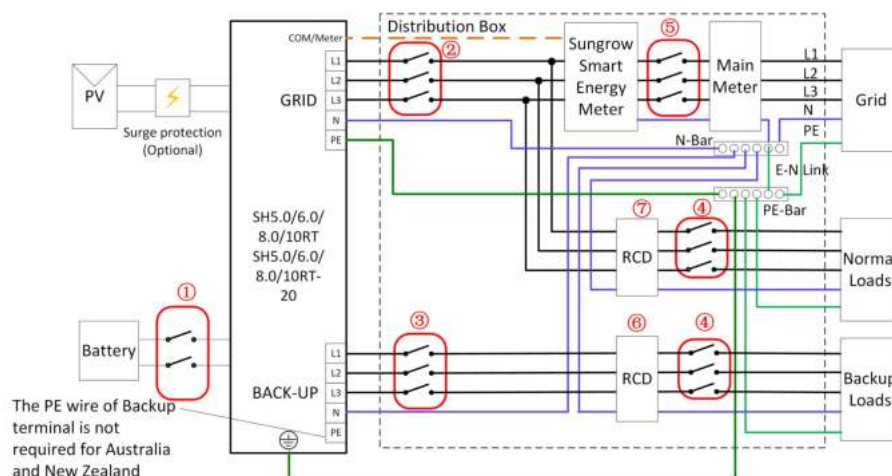 Distribution Box
COM/Meter
②
⑤
L1
L2
L3
N
PE
GRID
Sungrow
Smart
Energy
Meter
Main
Meter
L1
L2
L3
N
PE
Grid
PV
Surge protection
(Optional)
N-Bar
E-N Link
PE-Bar
SH5.0/6.0/
8.0/10RT
SH5.0/6.0/
8.0/10RT-
20
⑦
④
RCD
Normal
Loads
①
Battery
③
⑥
④
L1
L2
L3
N
PE
BACK-UP
RCD
Backup
Loads
The PE wire of Backup
terminal is not
required for Australia
and New Zealand